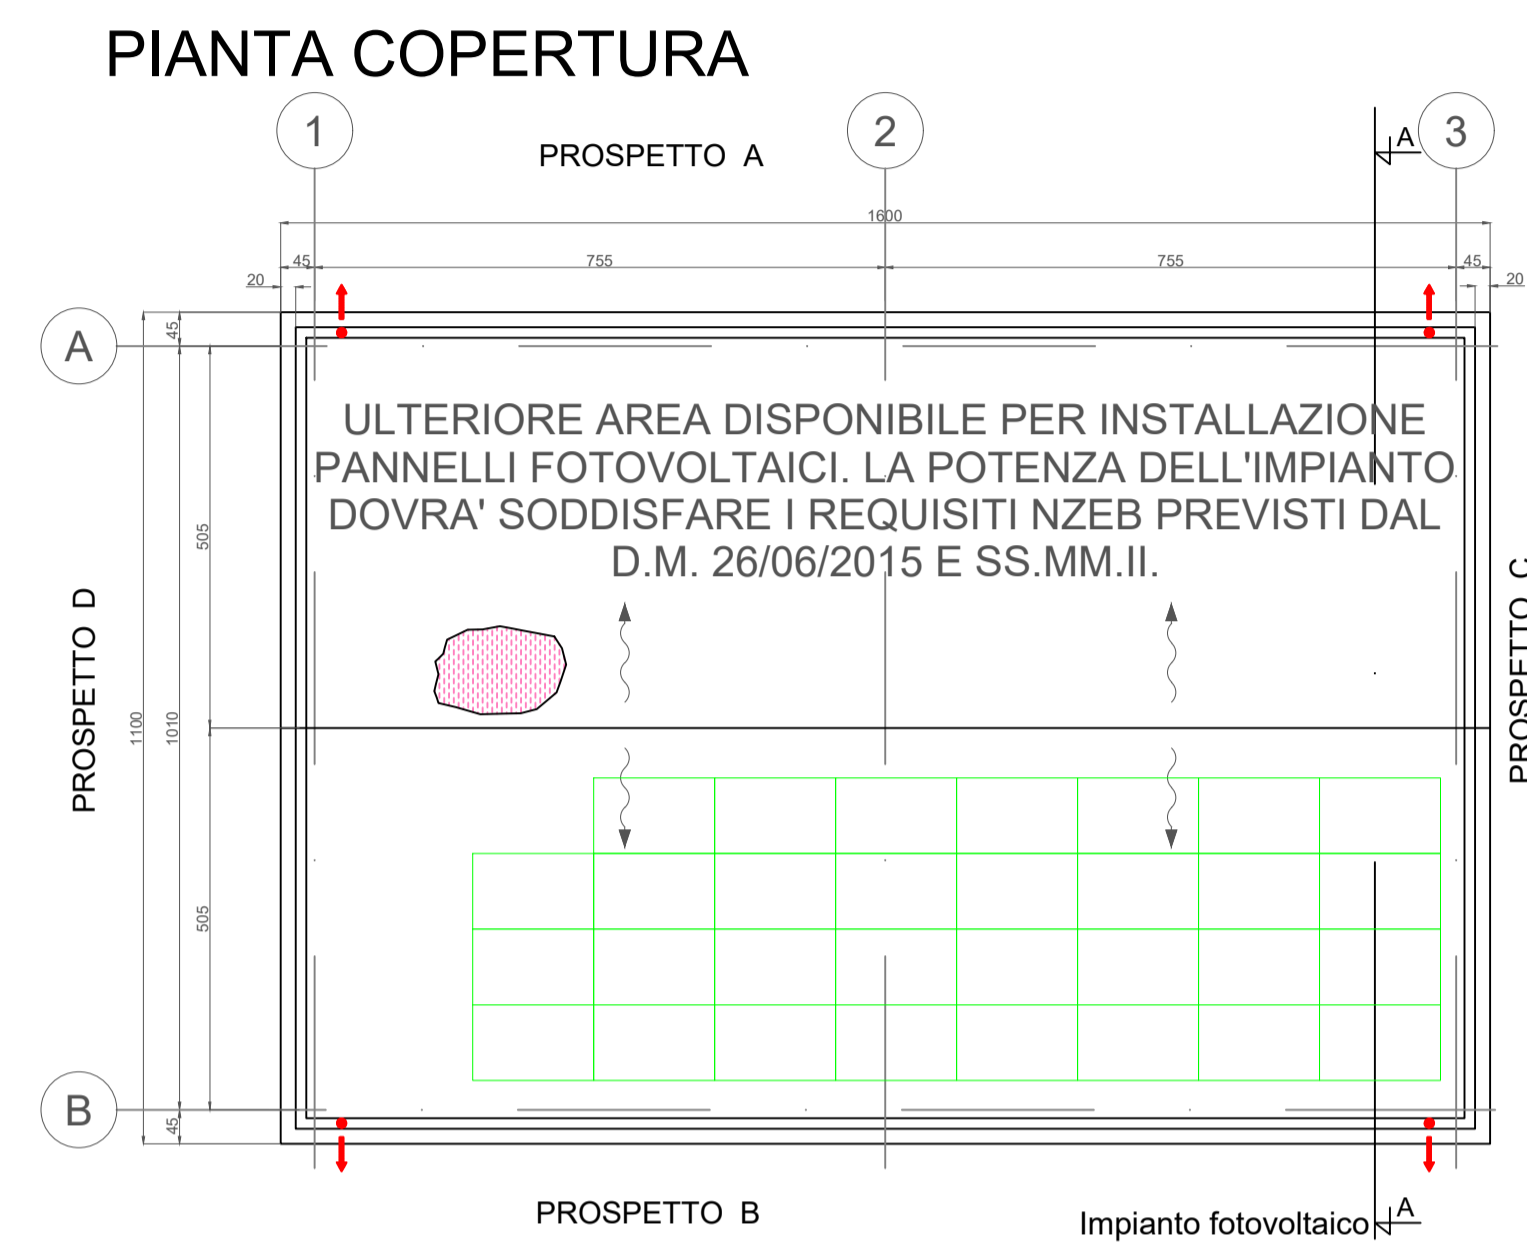 PIANTA COPERTURA
1
2
3
PROSPETTO A
A
1600
45
755
755
45
20
20
A
45
ULTERIORE AREA DISPONIBILE PER INSTALLAZIONE
PANNELLI FOTOVOLTAICI. LA POTENZA DELL'IMPIANTO
DOVRA' SODDISFARE I REQUISITI NZEB PREVISTI DAL
D.M. 26/06/2015 E SS.MM.II.
505
PROSPETTO D
PROSPETTO C
1100
1010
505
B
45
PROSPETTO B
Impianto fotovoltaico
A